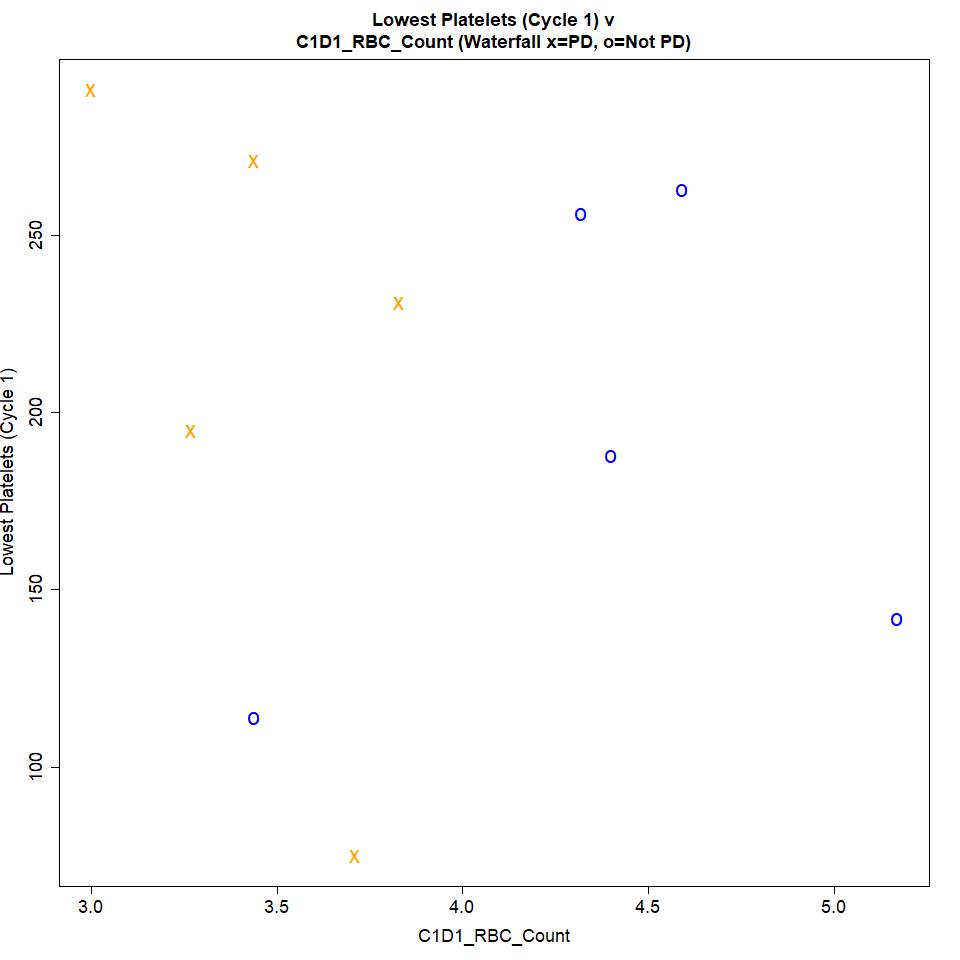 Lowest Platelets (Cycle 1) v
C1D1_RBC_Count (Waterfall x=PD, o=Not PD)
Lowest Platelets (Cycle 1)
250
200
150
100
3.0 3.5 4.0 4.5 5.0
C1D1_RBC_Count